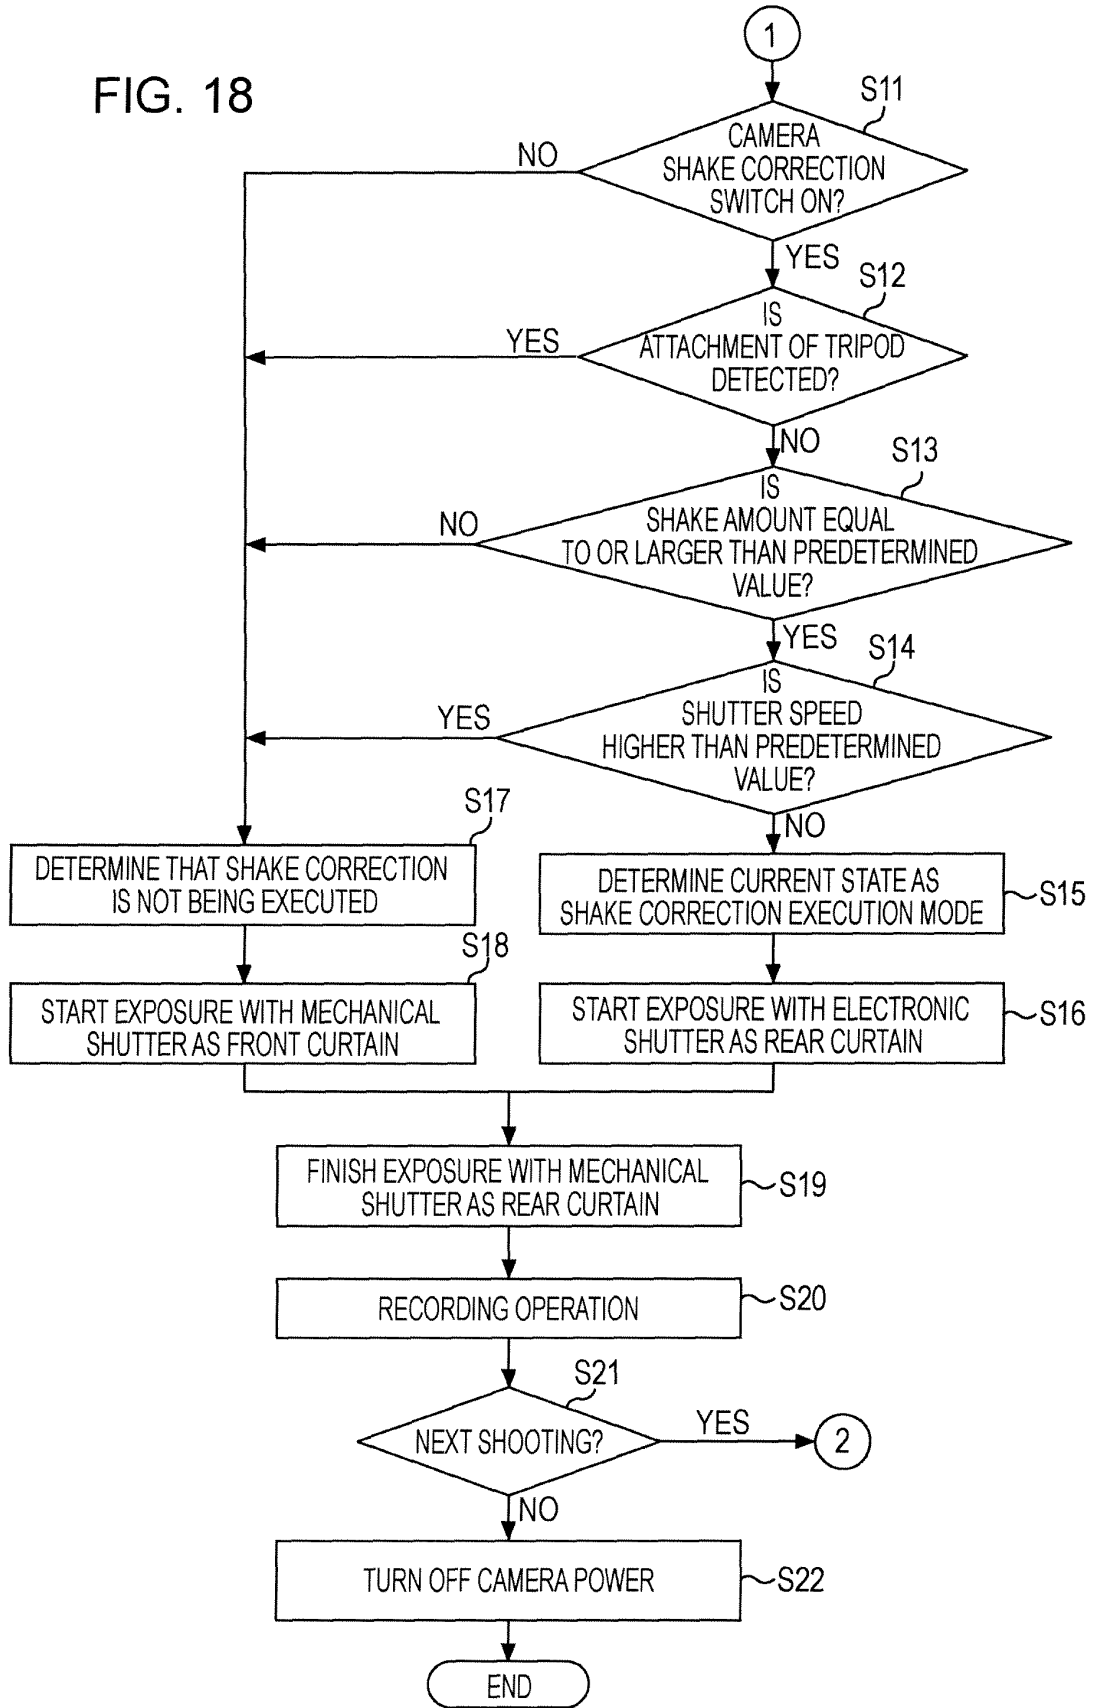 1
FIG. 18
S11
CAMERA
SHAKE CORRECTION
SWITCH ON?
NO
YES
S12
IS
ATTACHMENT OF TRIPOD
DETECTED?
YES
NO
S13
IS
SHAKE AMOUNT EQUAL
TO OR LARGER THAN PREDETERMINED
VALUE?
NO
YES
S14
IS
SHUTTER SPEED
HIGHER THAN PREDETERMINED
VALUE?
YES
NO
S17
DETERMINE THAT SHAKE CORRECTION
IS NOT BEING EXECUTED
DETERMINE CURRENT STATE AS
SHAKE CORRECTION EXECUTION MODE
S15
S18
START EXPOSURE WITH MECHANICAL
SHUTTER AS FRONT CURTAIN
START EXPOSURE WITH ELECTRONIC
SHUTTER AS REAR CURTAIN
S16
FINISH EXPOSURE WITH MECHANICAL
SHUTTER AS REAR CURTAIN
S19
RECORDING OPERATION
S20
S21
NEXT SHOOTING?
YES
2
NO
TURN OFF CAMERA POWER
S22
END